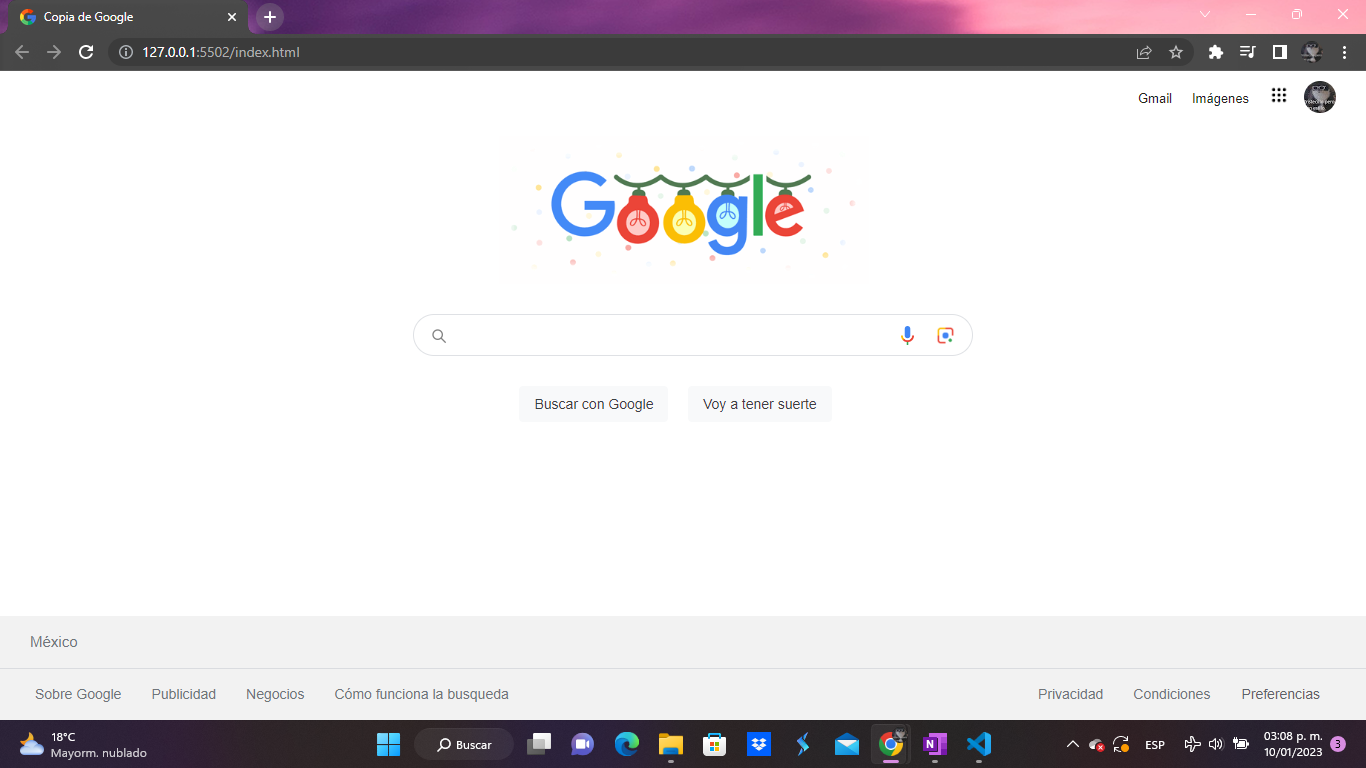 Copia de Google
127.0.0.1:5502/index.html
Gmail Imágenes
Google
Buscar con Google Voy a tener suerte
México
Sobre Google Publicidad Negocios Cómo funciona la busqueda Privacidad Condiciones Preferencias
18°C
Mayorm. nublado
Buscar
ESP
03:08 p. m.
10/01/2023
3